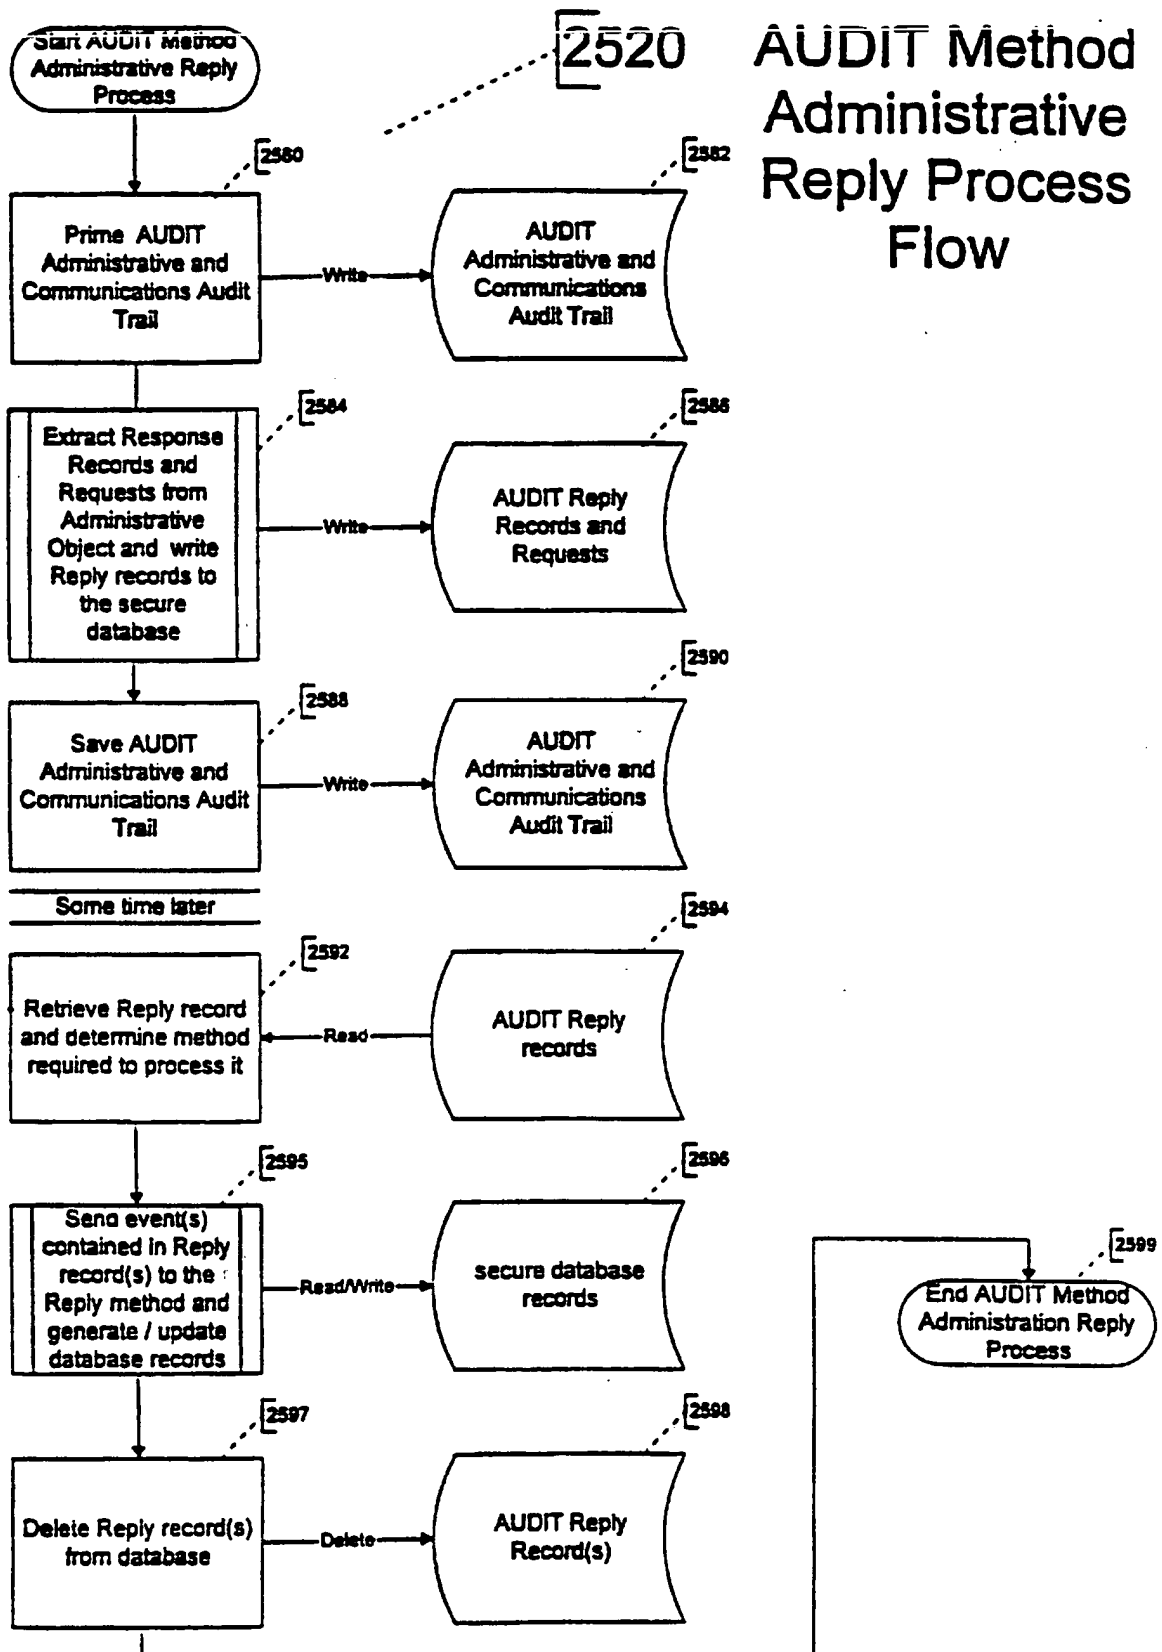 Start AUDIT Method
Administrative Reply
Process
2520
AUDIT Method
Administrative
Reply Process
Flow
2580
Prime AUDIT
Administrative and
Communications Audit
Trail
Write
2582
AUDIT
Administrative and
Communications
Audit Trail
2584
Extract Response
Records and
Requests from
Administrative
Object and write
Reply records to
the secure
database
Write
2586
AUDIT Reply
Records and
Requests
2588
Save AUDIT
Administrative and
Communications Audit
Trail
Write
2590
AUDIT
Administrative and
Communications
Audit Trail
Some time later
2592
Retrieve Reply record
and determine method
required to process it
Read
2594
AUDIT Reply
records
2595
Send event(s)
contained in Reply
record(s) to the
Reply method and
generate / update
database records
Read/Write
2596
secure database
records
2597
Delete Reply record(s)
from database
Delete
2598
AUDIT Reply
Record(s)
2599
End AUDIT Method
Administration Reply
Process